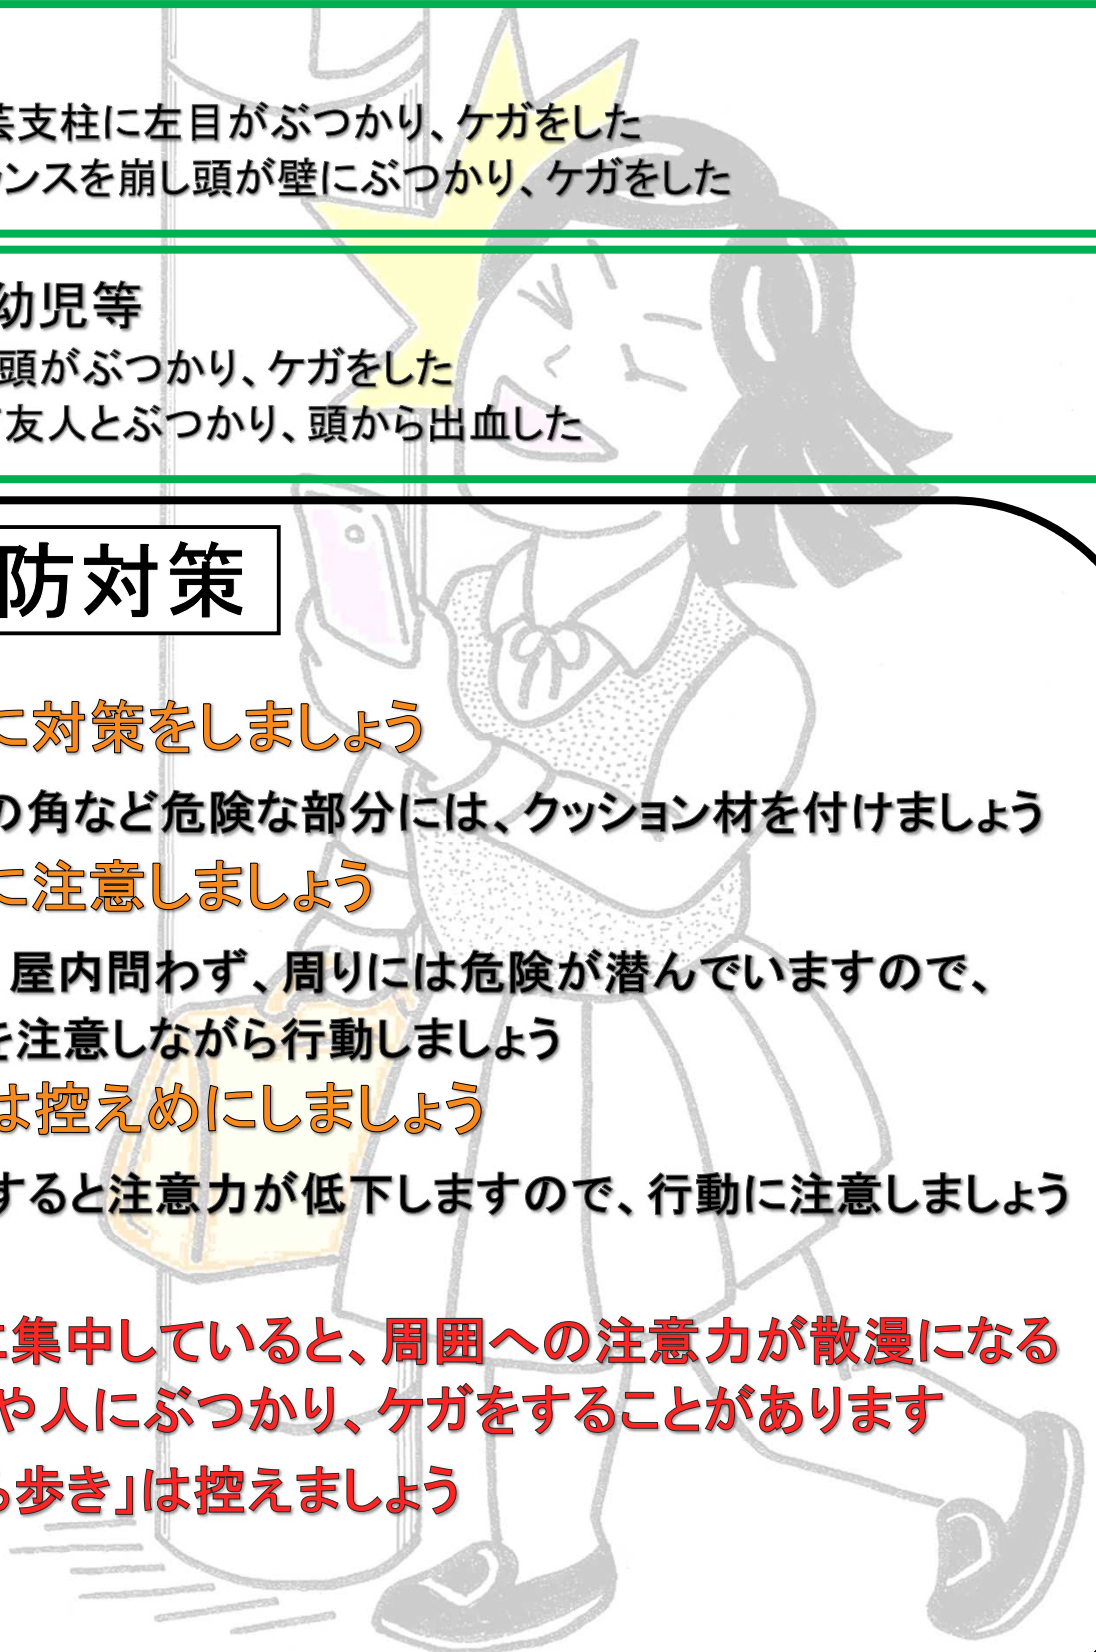 芸支柱に左目がぶつかり、ケガをした
ランスを崩し頭が壁にぶつかり、ケガをした
幼児等
頭がぶつかり、ケガをした
友人とぶつかり、頭から出血した
防対策
に対策をしましょう
の角など危険な部分には、クッション材を付けましょう
に注意しましょう
屋内問わず、周りには危険が潜んでいますので、
を注意しながら行動しましょう
は控えめにしましょう
すると注意力が低下しますので、行動に注意しましょう
に集中していると、周囲への注意力が散漫になる
や人にぶつかり、ケガをすることがあります
ら歩き」は控えましょう